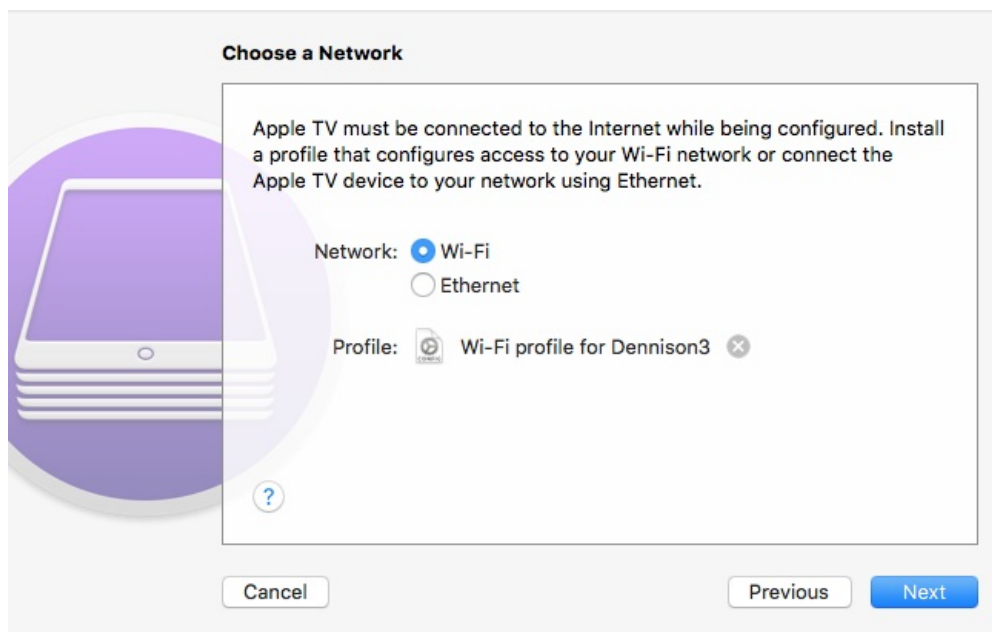 Choose a Network
Apple TV must be connected to the Internet while being configured. Install
a profile that configures access to your Wi-Fi network or connect the
Apple TV device to your network using Ethernet.
Network: Wi-Fi
Ethernet
Profile: CONFIG Wi-Fi profile for Dennison3
?
Cancel Previous Next